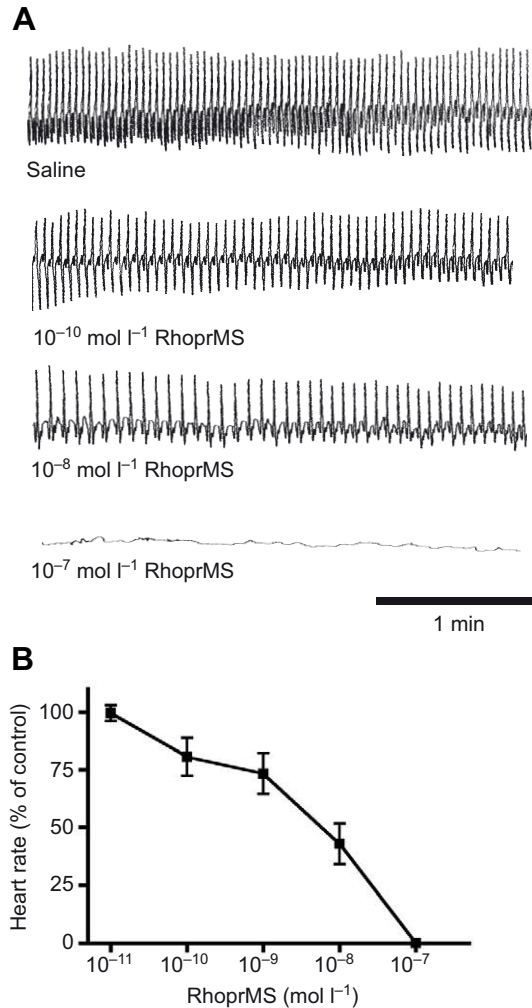 A
Saline
10⁻¹⁰ mol l⁻¹ RhoprMS
10⁻⁸ mol l⁻¹ RhoprMS
10⁻⁷ mol l⁻¹ RhoprMS
1 min
B
Heart rate (% of control)
100
75
50
25
0
10⁻¹¹ 10⁻¹⁰ 10⁻⁹ 10⁻⁸ 10⁻⁷
RhoprMS (mol l⁻¹)